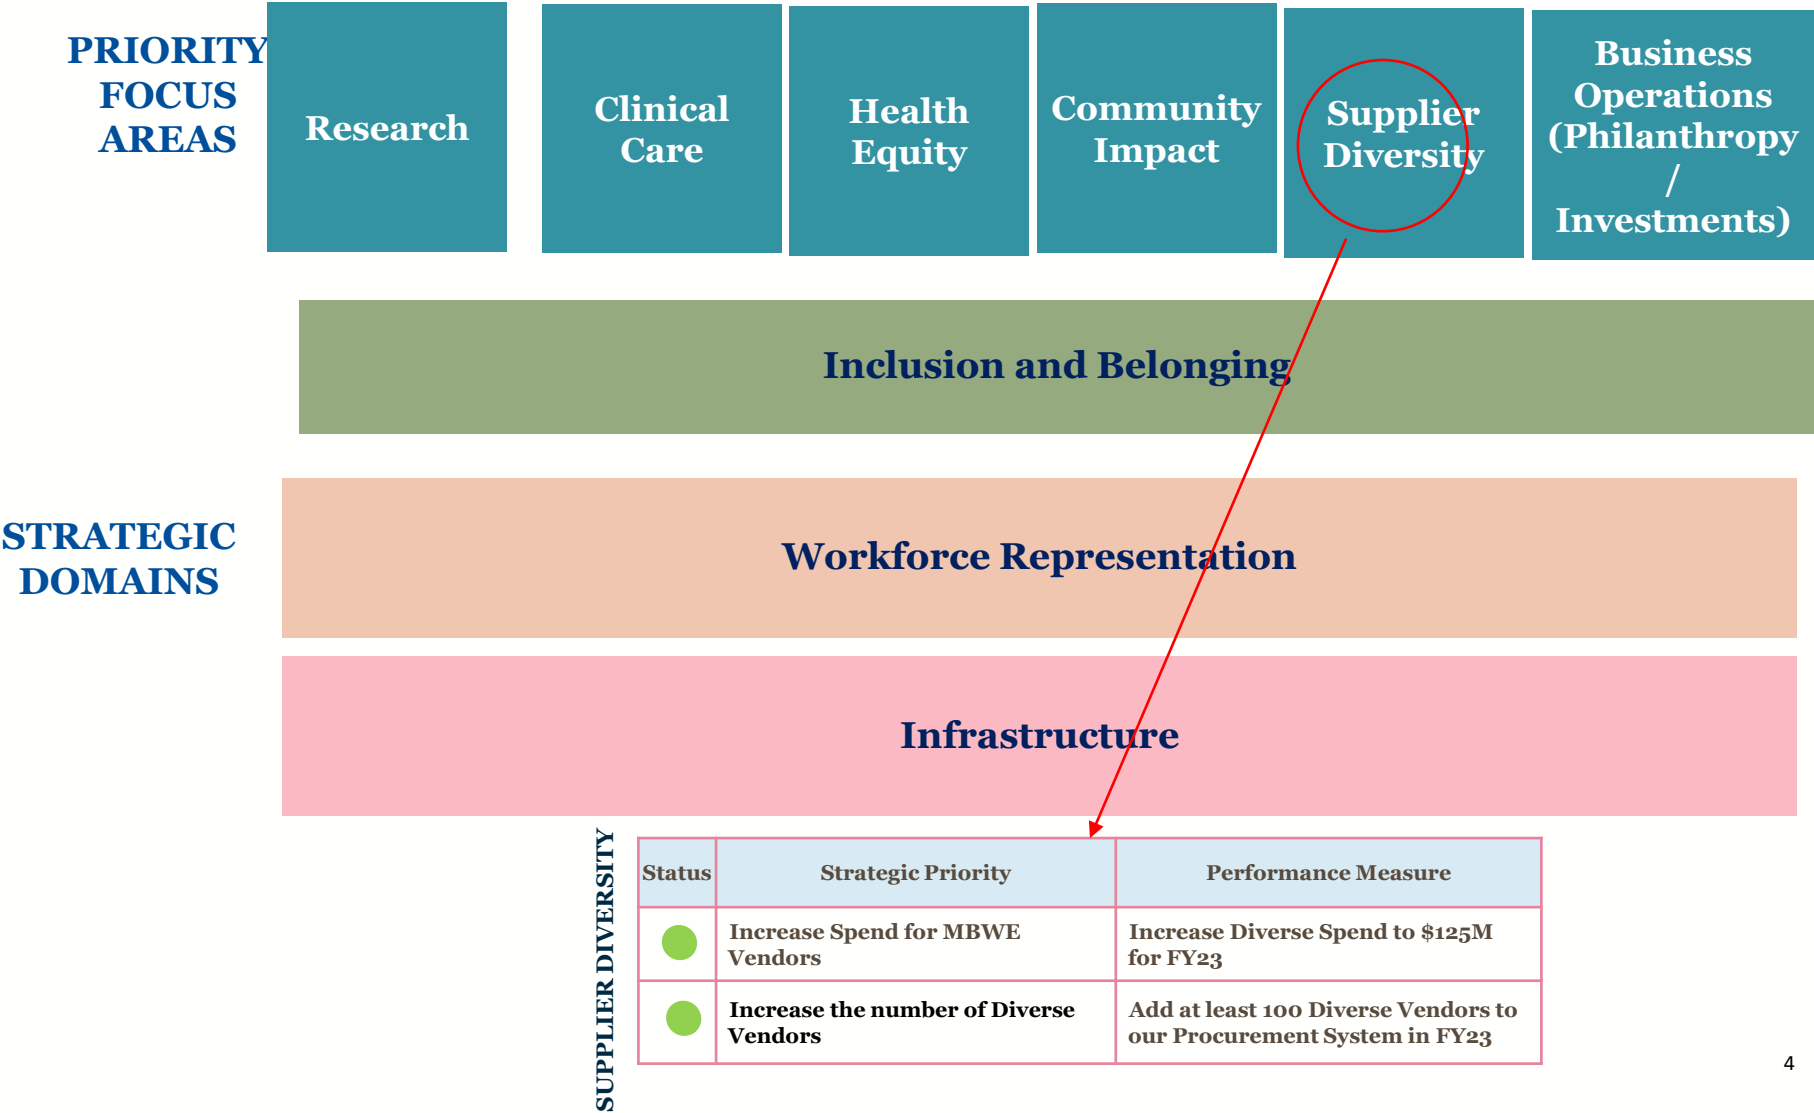 PRIORITY
FOCUS
AREAS
Research
Clinical
Care
Health
Equity
Community
Impact
Supplier
Diversity
Business
Operations
(Philanthropy
/
Investments)
Inclusion and Belonging
STRATEGIC
DOMAINS
Workforce Representation
Infrastructure
SUPPLIER DIVERSITY
Status
Strategic Priority
Performance Measure
Increase Spend for MBWE
Vendors
Increase Diverse Spend to $125M
for FY23
Increase the number of Diverse
Vendors
Add at least 100 Diverse Vendors to
our Procurement System in FY23
4